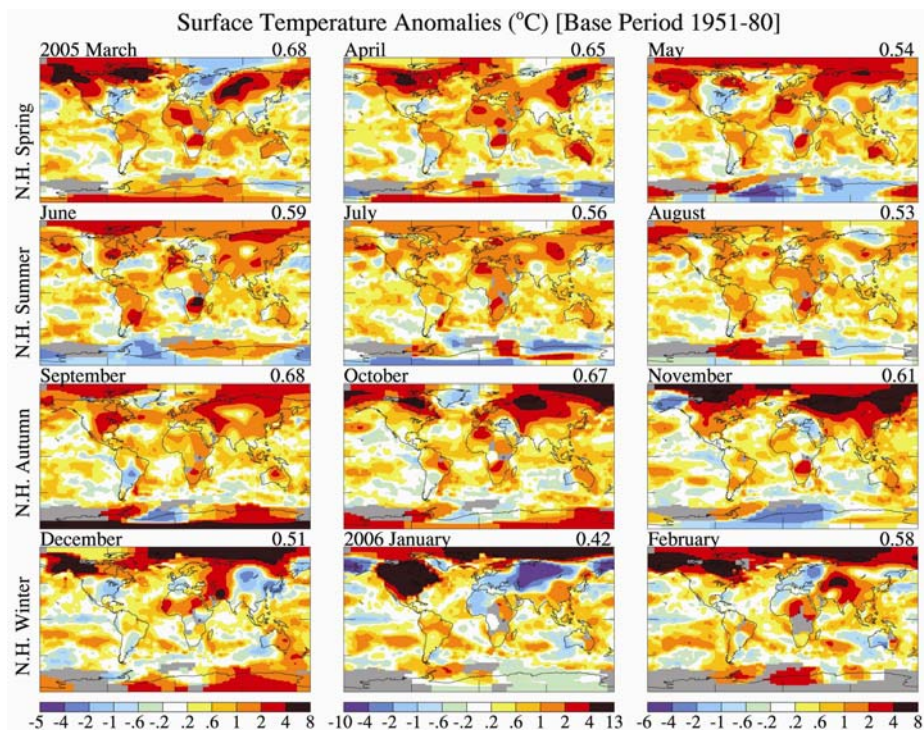 Surface Temperature Anomalies (°C) [Base Period 1951-80]
2005 March 0.68 April 0.65 May 0.54
N.H. Spring
June 0.59 July 0.56 August 0.53
N.H. Summer
September 0.68 October 0.67 November 0.61
N.H. Autumn
December 0.51 2006 January 0.42 February 0.58
N.H. Winter
-5 -4 -2 -1 -.6 -.2 .2 .6 1 2 4 8 -10 -4 -2 -1 -.6 -.2 .2 .6 1 2 4 13 -6 -4 -2 -1 -.6 -.2 .2 .6 1 2 4 8